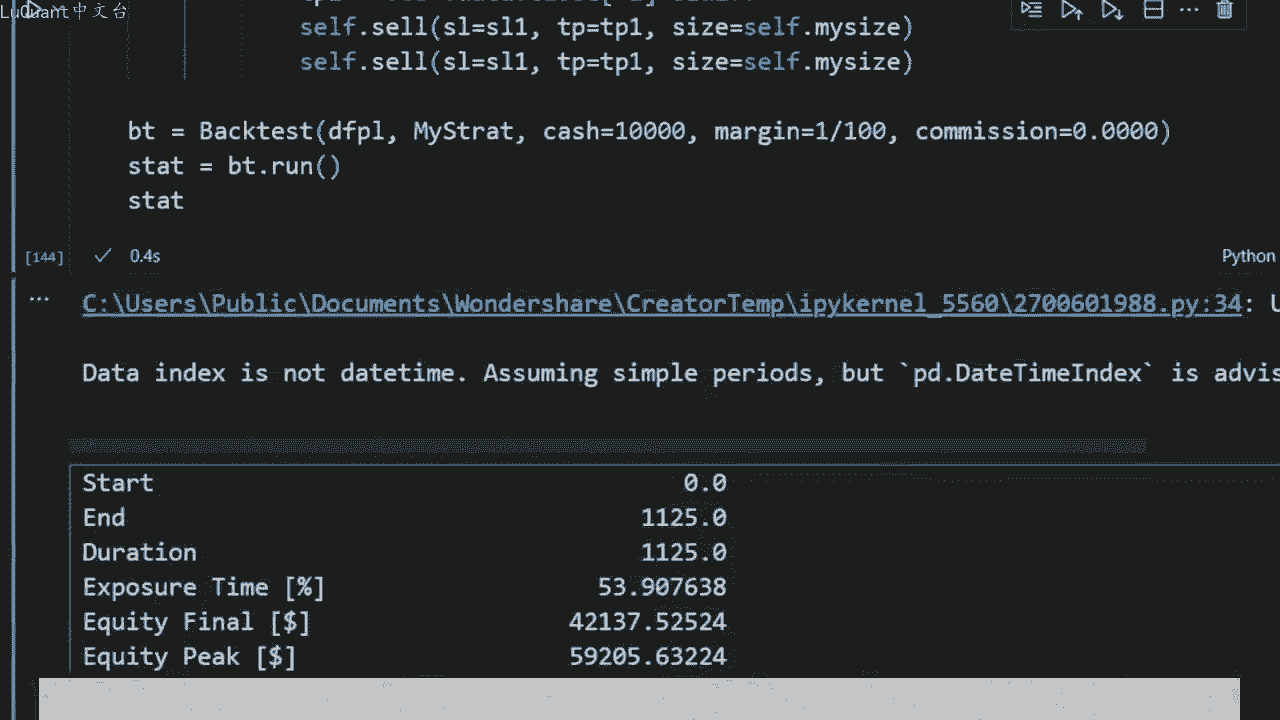 LuQuant中文台
self.sell(sl=sl1, tp=tp1, size=self.mysize)
self.sell(sl=sl1, tp=tp1, size=self.mysize)
bt = Backtest(dfpl, MyStrat, cash=10000, margin=1/100, commission=0.0000)
stat = bt.run()
stat
[144] ✓ 0.4s Python
... C:\Users\Public\Documents\Wondershare\CreatorTemp\ipykernel_5560\2700601988.py:34: U
Data index is not datetime. Assuming simple periods, but `pd.DateTimeIndex` is advis
Start 0.0
End 1125.0
Duration 1125.0
Exposure Time [%] 53.907638
Equity Final [$] 42137.52524
Equity Peak [$] 59205.63224